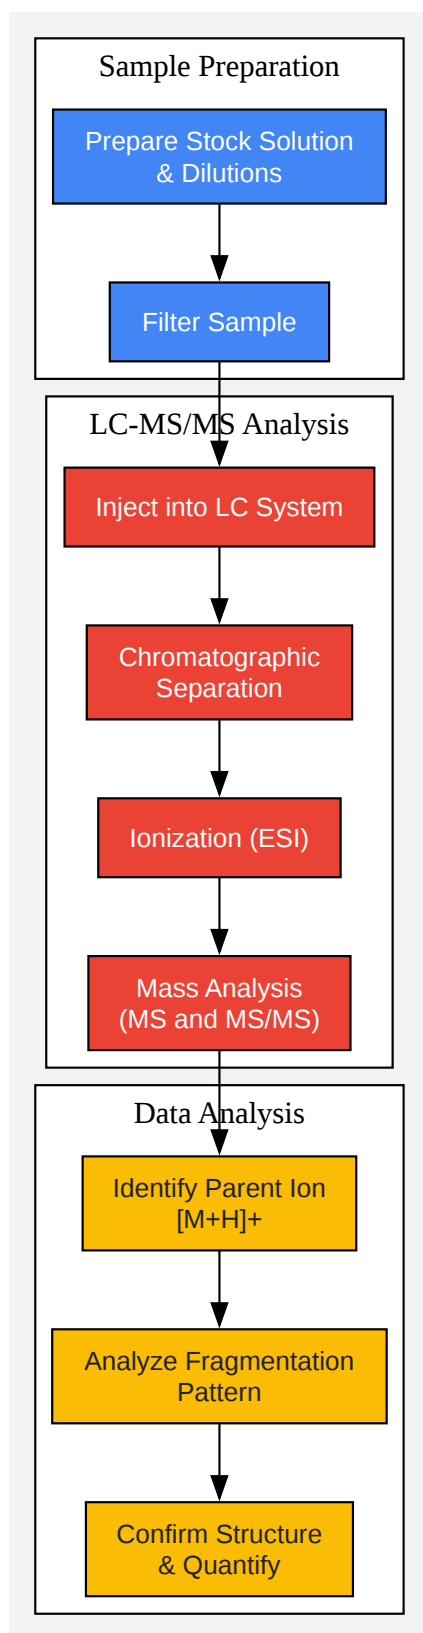 Sample Preparation
Prepare Stock Solution
& Dilutions
Filter Sample
LC-MS/MS Analysis
Inject into LC System
Chromatographic
Separation
Ionization (ESI)
Mass Analysis
(MS and MS/MS)
Data Analysis
Identify Parent Ion
[M+H]+
Analyze Fragmentation
Pattern
Confirm Structure
& Quantify